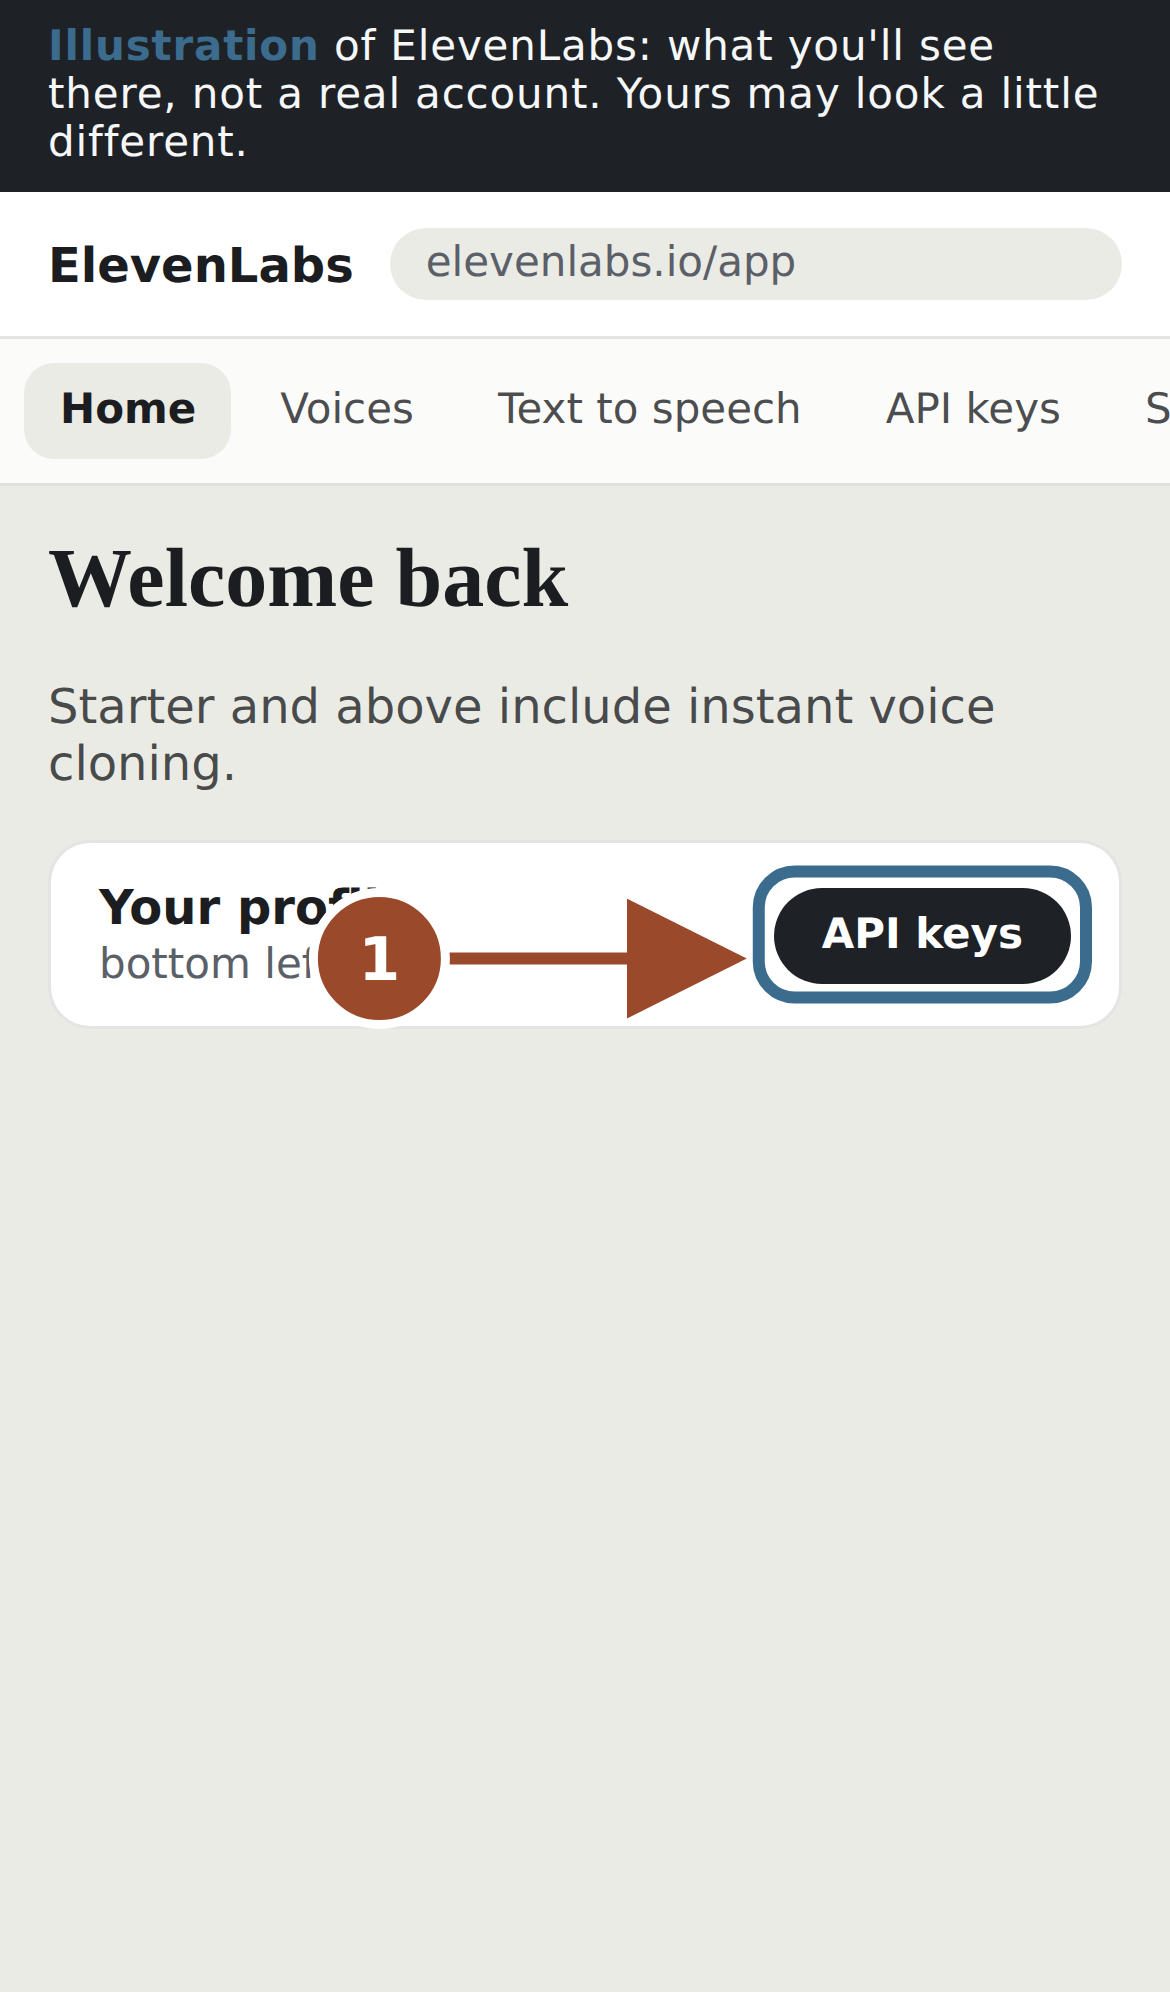 Illustration of ElevenLabs: what you'll see
there, not a real account. Yours may look a little
different.
ElevenLabs
elevenlabs.io/app
Home
Voices
Text to speech
API keys
Welcome back
Starter and above include instant voice
cloning.
Your
bottom
1
API keys